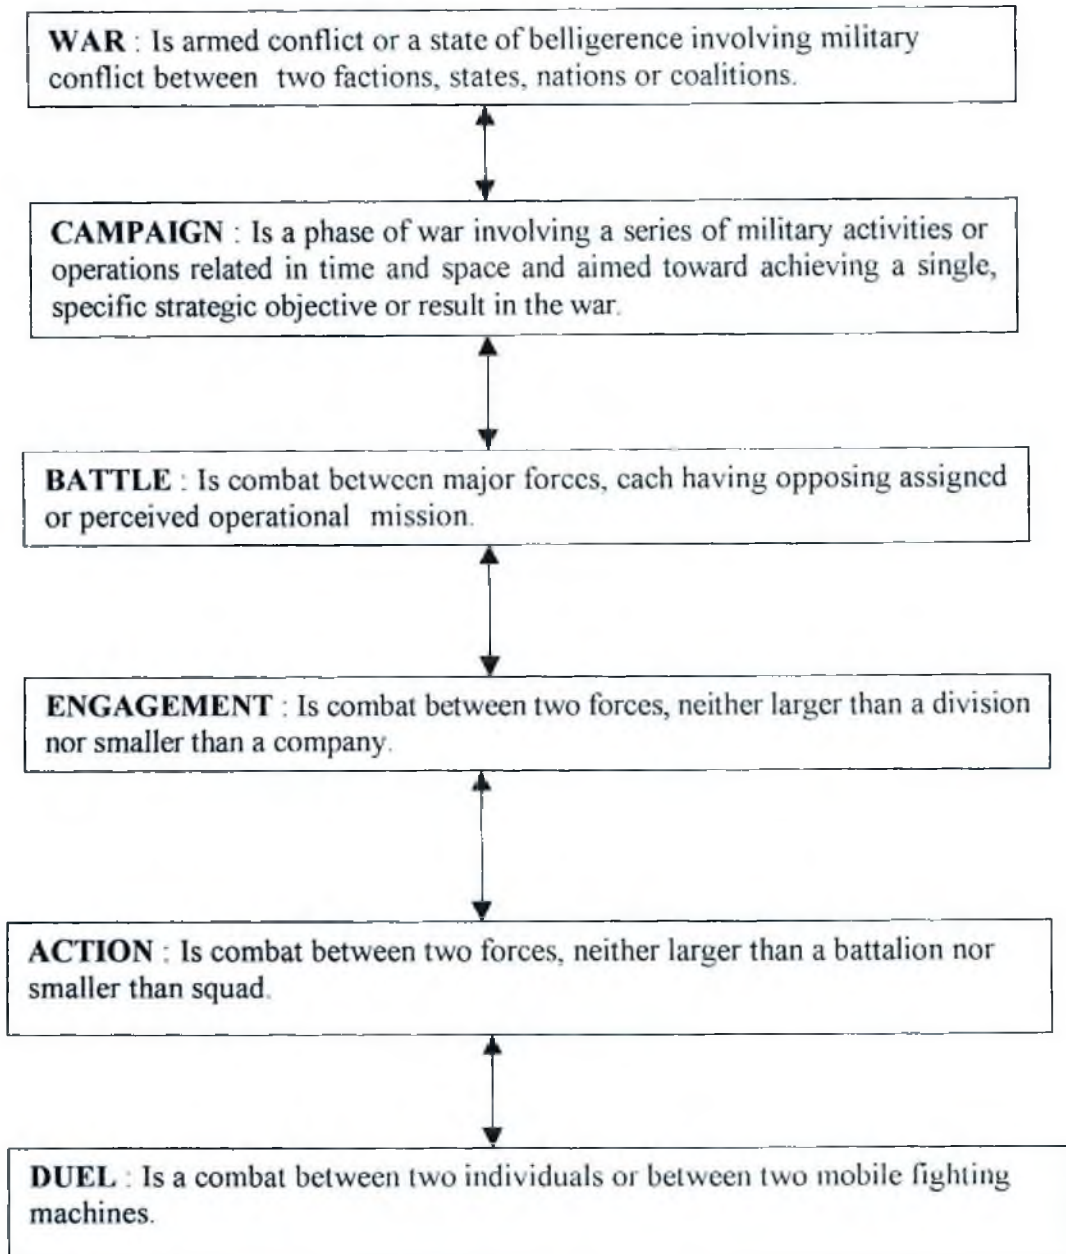 WAR : Is armed conflict or a state of belligerence involving military
conflict between two factions, states, nations or coalitions.
CAMPAIGN : Is a phase of war involving a series of military activities or
operations related in time and space and aimed toward achieving a single,
specific strategic objective or result in the war.
BATTLE : Is combat between major forces, each having opposing assigned
or perceived operational mission.
ENGAGEMENT : Is combat between two forces, neither larger than a division
nor smaller than a company.
ACTION : Is combat between two forces, neither larger than a battalion nor
smaller than squad.
DUEL : Is a combat between two individuals or between two mobile fighting
machines.